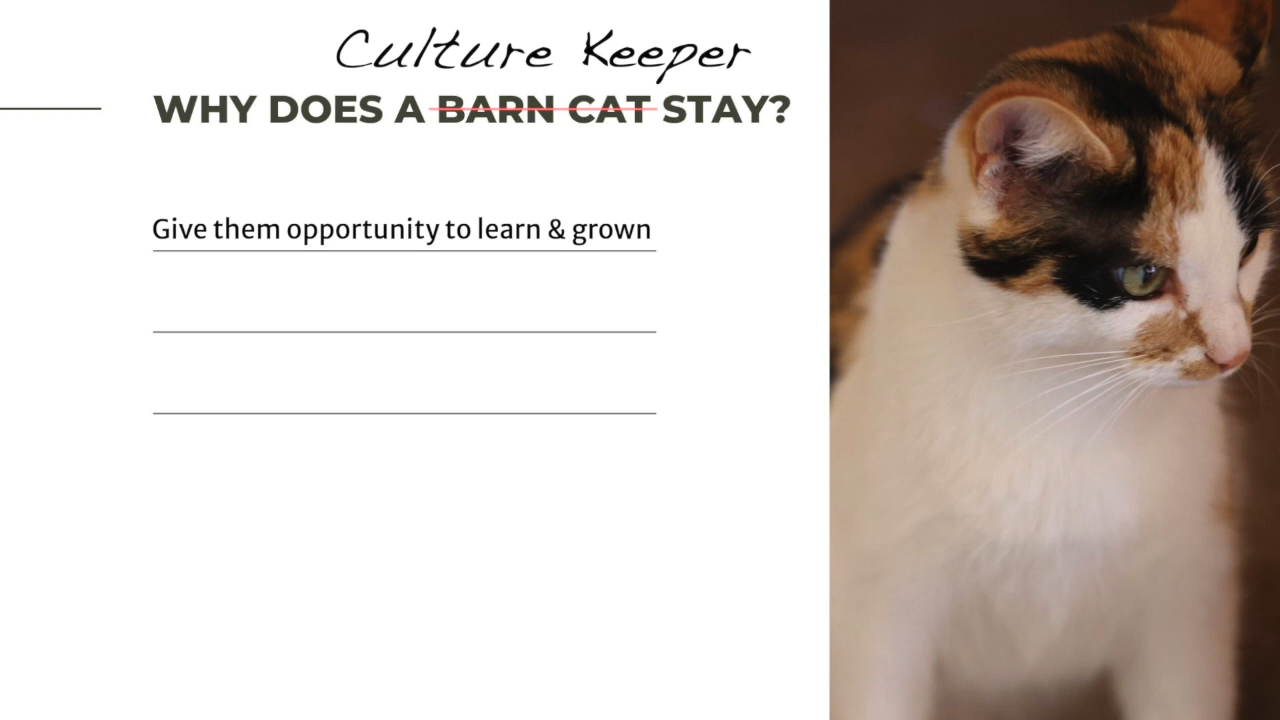 Culture Keeper
WHY DOES A BARN CAT STAY?
Give them opportunity to learn & grown